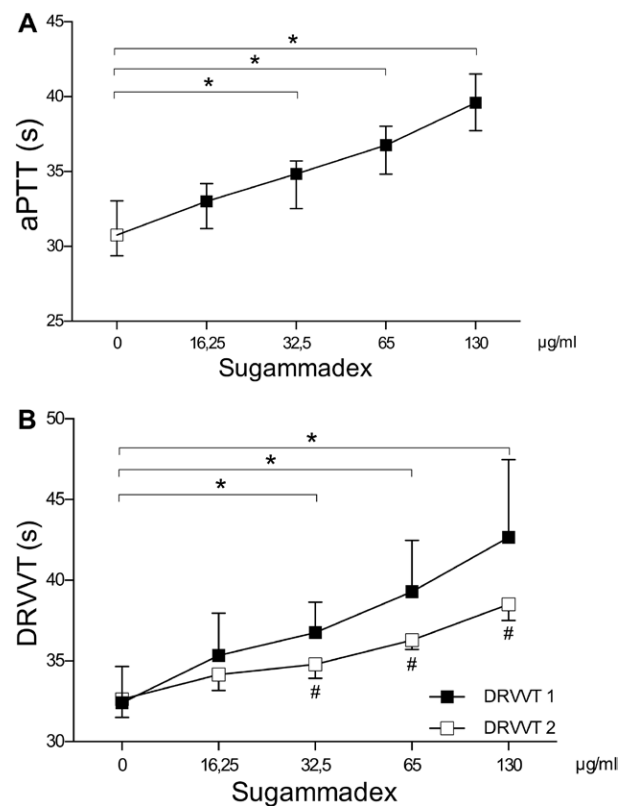 A
aPTT (s)
45
40
35
30
25
*
*
*
0 16,25 32,5 65 130 µg/ml
Sugammadex
B
DRVVT (s)
50
45
40
35
30
*
*
*
# # #
DRVVT 1
DRVVT 2
0 16,25 32,5 65 130 µg/ml
Sugammadex